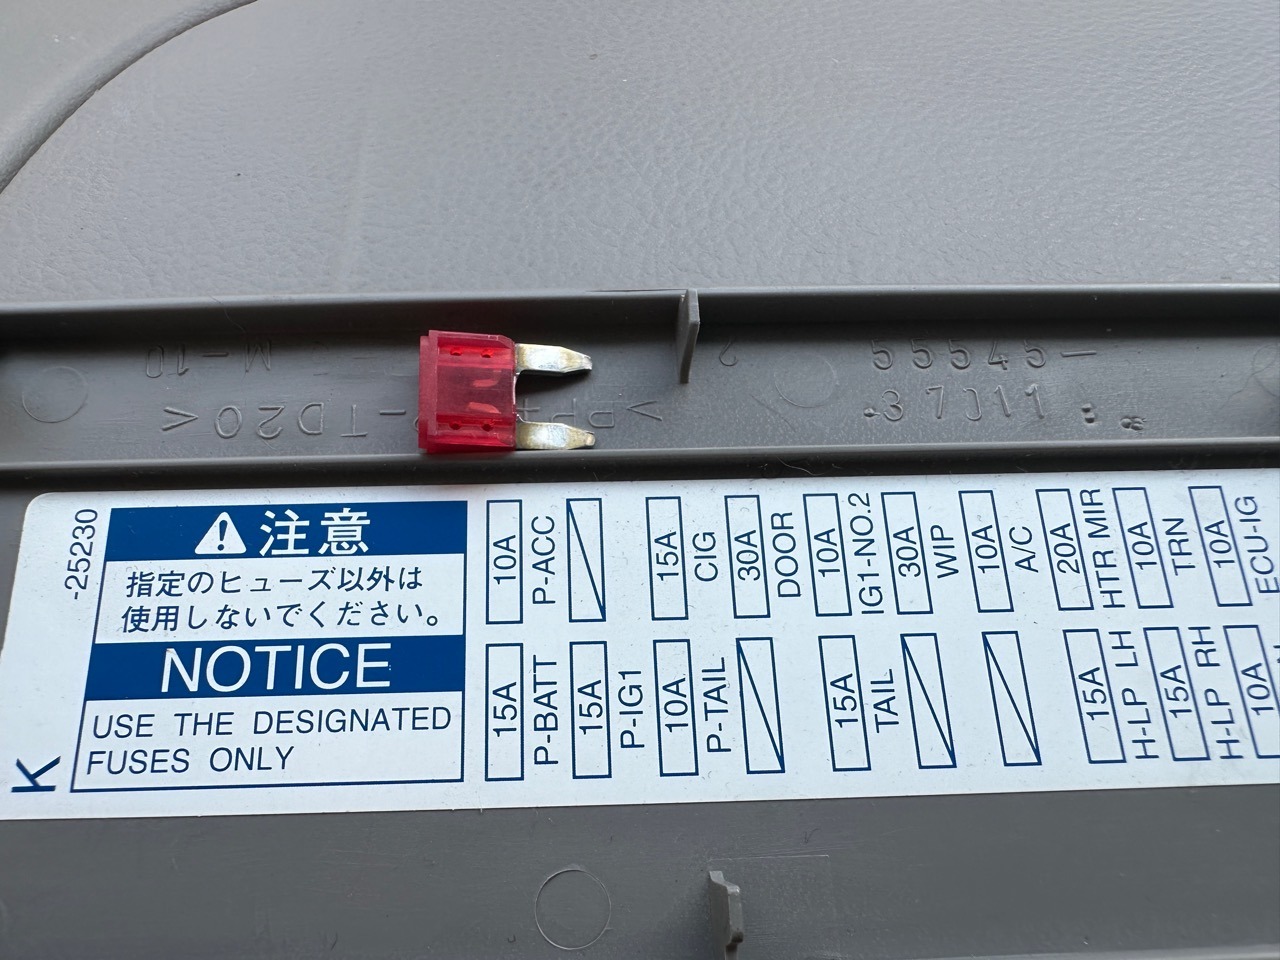 M-10
>PP+E/P-TD20<
2
55545-
37011
-25230
注意
指定のヒューズ以外は
使用しないでください。
NOTICE
USE THE DESIGNATED
FUSES ONLY
K
10A
P-ACC
15A
CIG
30A
DOOR
10A
IG1-NO.2
30A
WIP
10A
A/C
20A
HTR MIR
10A
TRN
10A
ECU-IG
15A
P-BATT
15A
P-IG1
10A
P-TAIL
15A
TAIL
15A
H-LP LH
15A
H-LP RH
10A